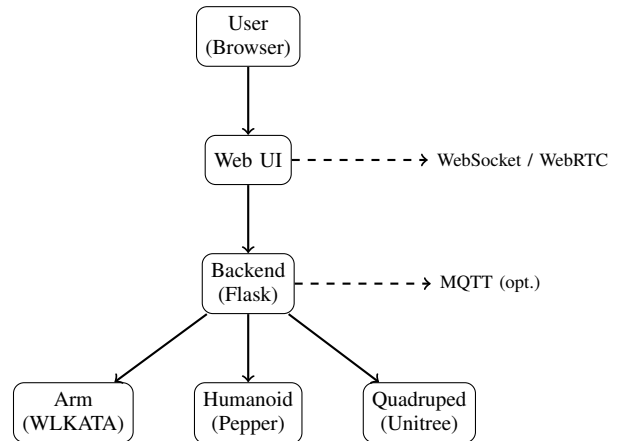 User
(Browser)
Web UI
WebSocket / WebRTC
Backend
(Flask)
MQTT (opt.)
Arm
(WLKATA)
Humanoid
(Pepper)
Quadruped
(Unitree)